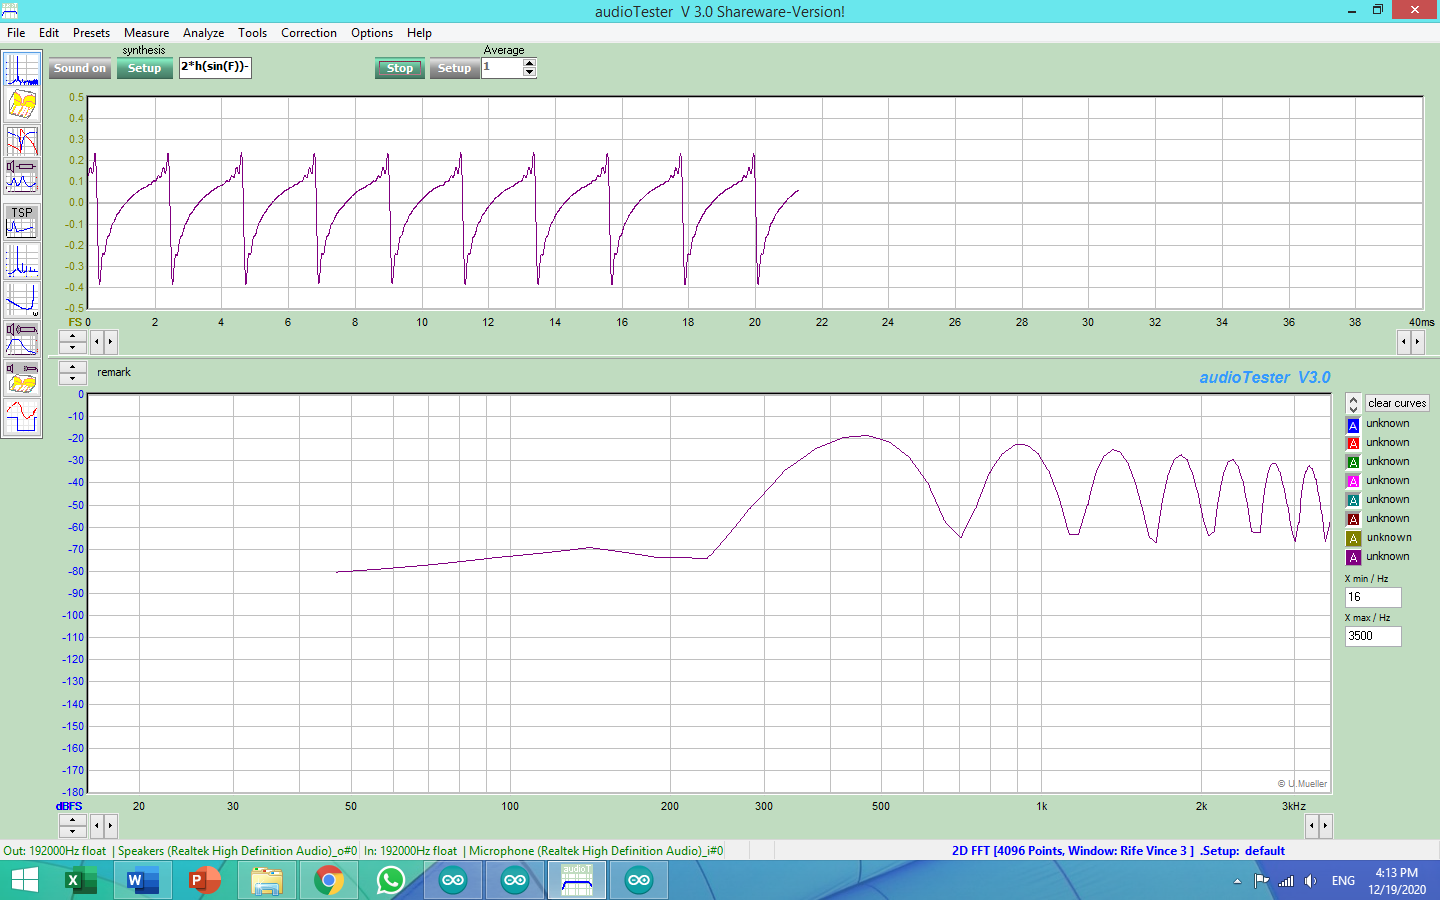 audioTester V 3.0 Shareware-Version!
File Edit Presets Measure Analyze Tools Correction Options Help
synthesis Average
Sound on Setup 2*h(sin(F))- Stop Setup 1
0.5
0.4
0.3
0.2
0.1
0.0
-0.1
-0.2
-0.3
-0.4
-0.5
FS 0 2 4 6 8 10 12 14 16 18 20 22 24 26 28 30 32 34 36 38 40ms
TSP
ω
remark
audioTester V3.0
0
-10
-20
-30
-40
-50
-60
-70
-80
-90
-100
-110
-120
-130
-140
-150
-160
-170
-180
© U.Mueller
dBFS 20 30 50 100 200 300 500 1k 2k 3kHz
clear curves
A unknown
A unknown
A unknown
A unknown
A unknown
A unknown
A unknown
A unknown
X min / Hz
16
X max / Hz
3500
Out: 192000Hz float | Speakers (Realtek High Definition Audio)_o#0 In: 192000Hz float | Microphone (Realtek High Definition Audio)_i#0 2D FFT [4096 Points, Window: Rife Vince 3 ] .Setup: default
audioT
ENG
4:13 PM
12/19/2020